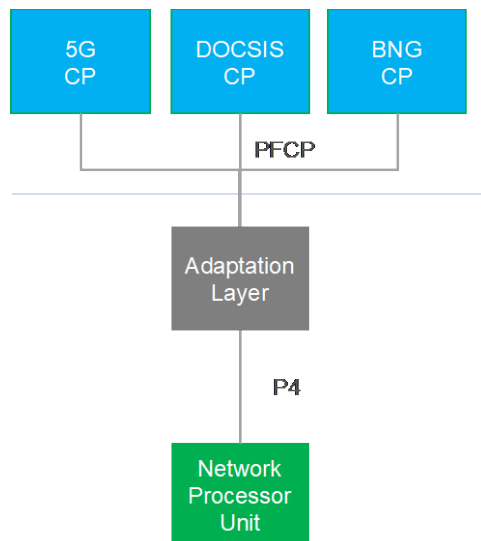 5G
CP
DOCSIS
CP
BNG
CP
PFCP
Adaptation
Layer
P4
Network
Processor
Unit